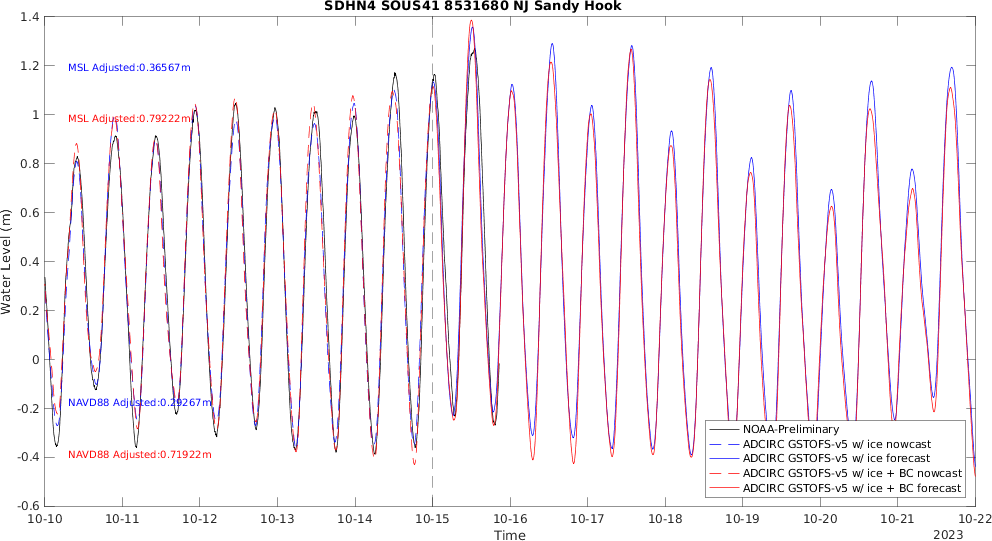 SDHN4 SOUS41 8531680 NJ Sandy Hook
1.4
1.2
1
0.8
0.6
0.4
0.2
0
-0.2
-0.4
-0.6
Water Level (m)
MSL Adjusted:0.36567m
MSL Adjusted:0.79222m
NAVD88 Adjusted:0.29267m
NAVD88 Adjusted:0.71922m
NOAA-Preliminary
ADCIRC GSTOFS-v5 w/ ice nowcast
ADCIRC GSTOFS-v5 w/ ice forecast
ADCIRC GSTOFS-v5 w/ ice + BC nowcast
ADCIRC GSTOFS-v5 w/ ice + BC forecast
10-10 10-11 10-12 10-13 10-14 10-15 10-16 10-17 10-18 10-19 10-20 10-21 10-22
Time
2023